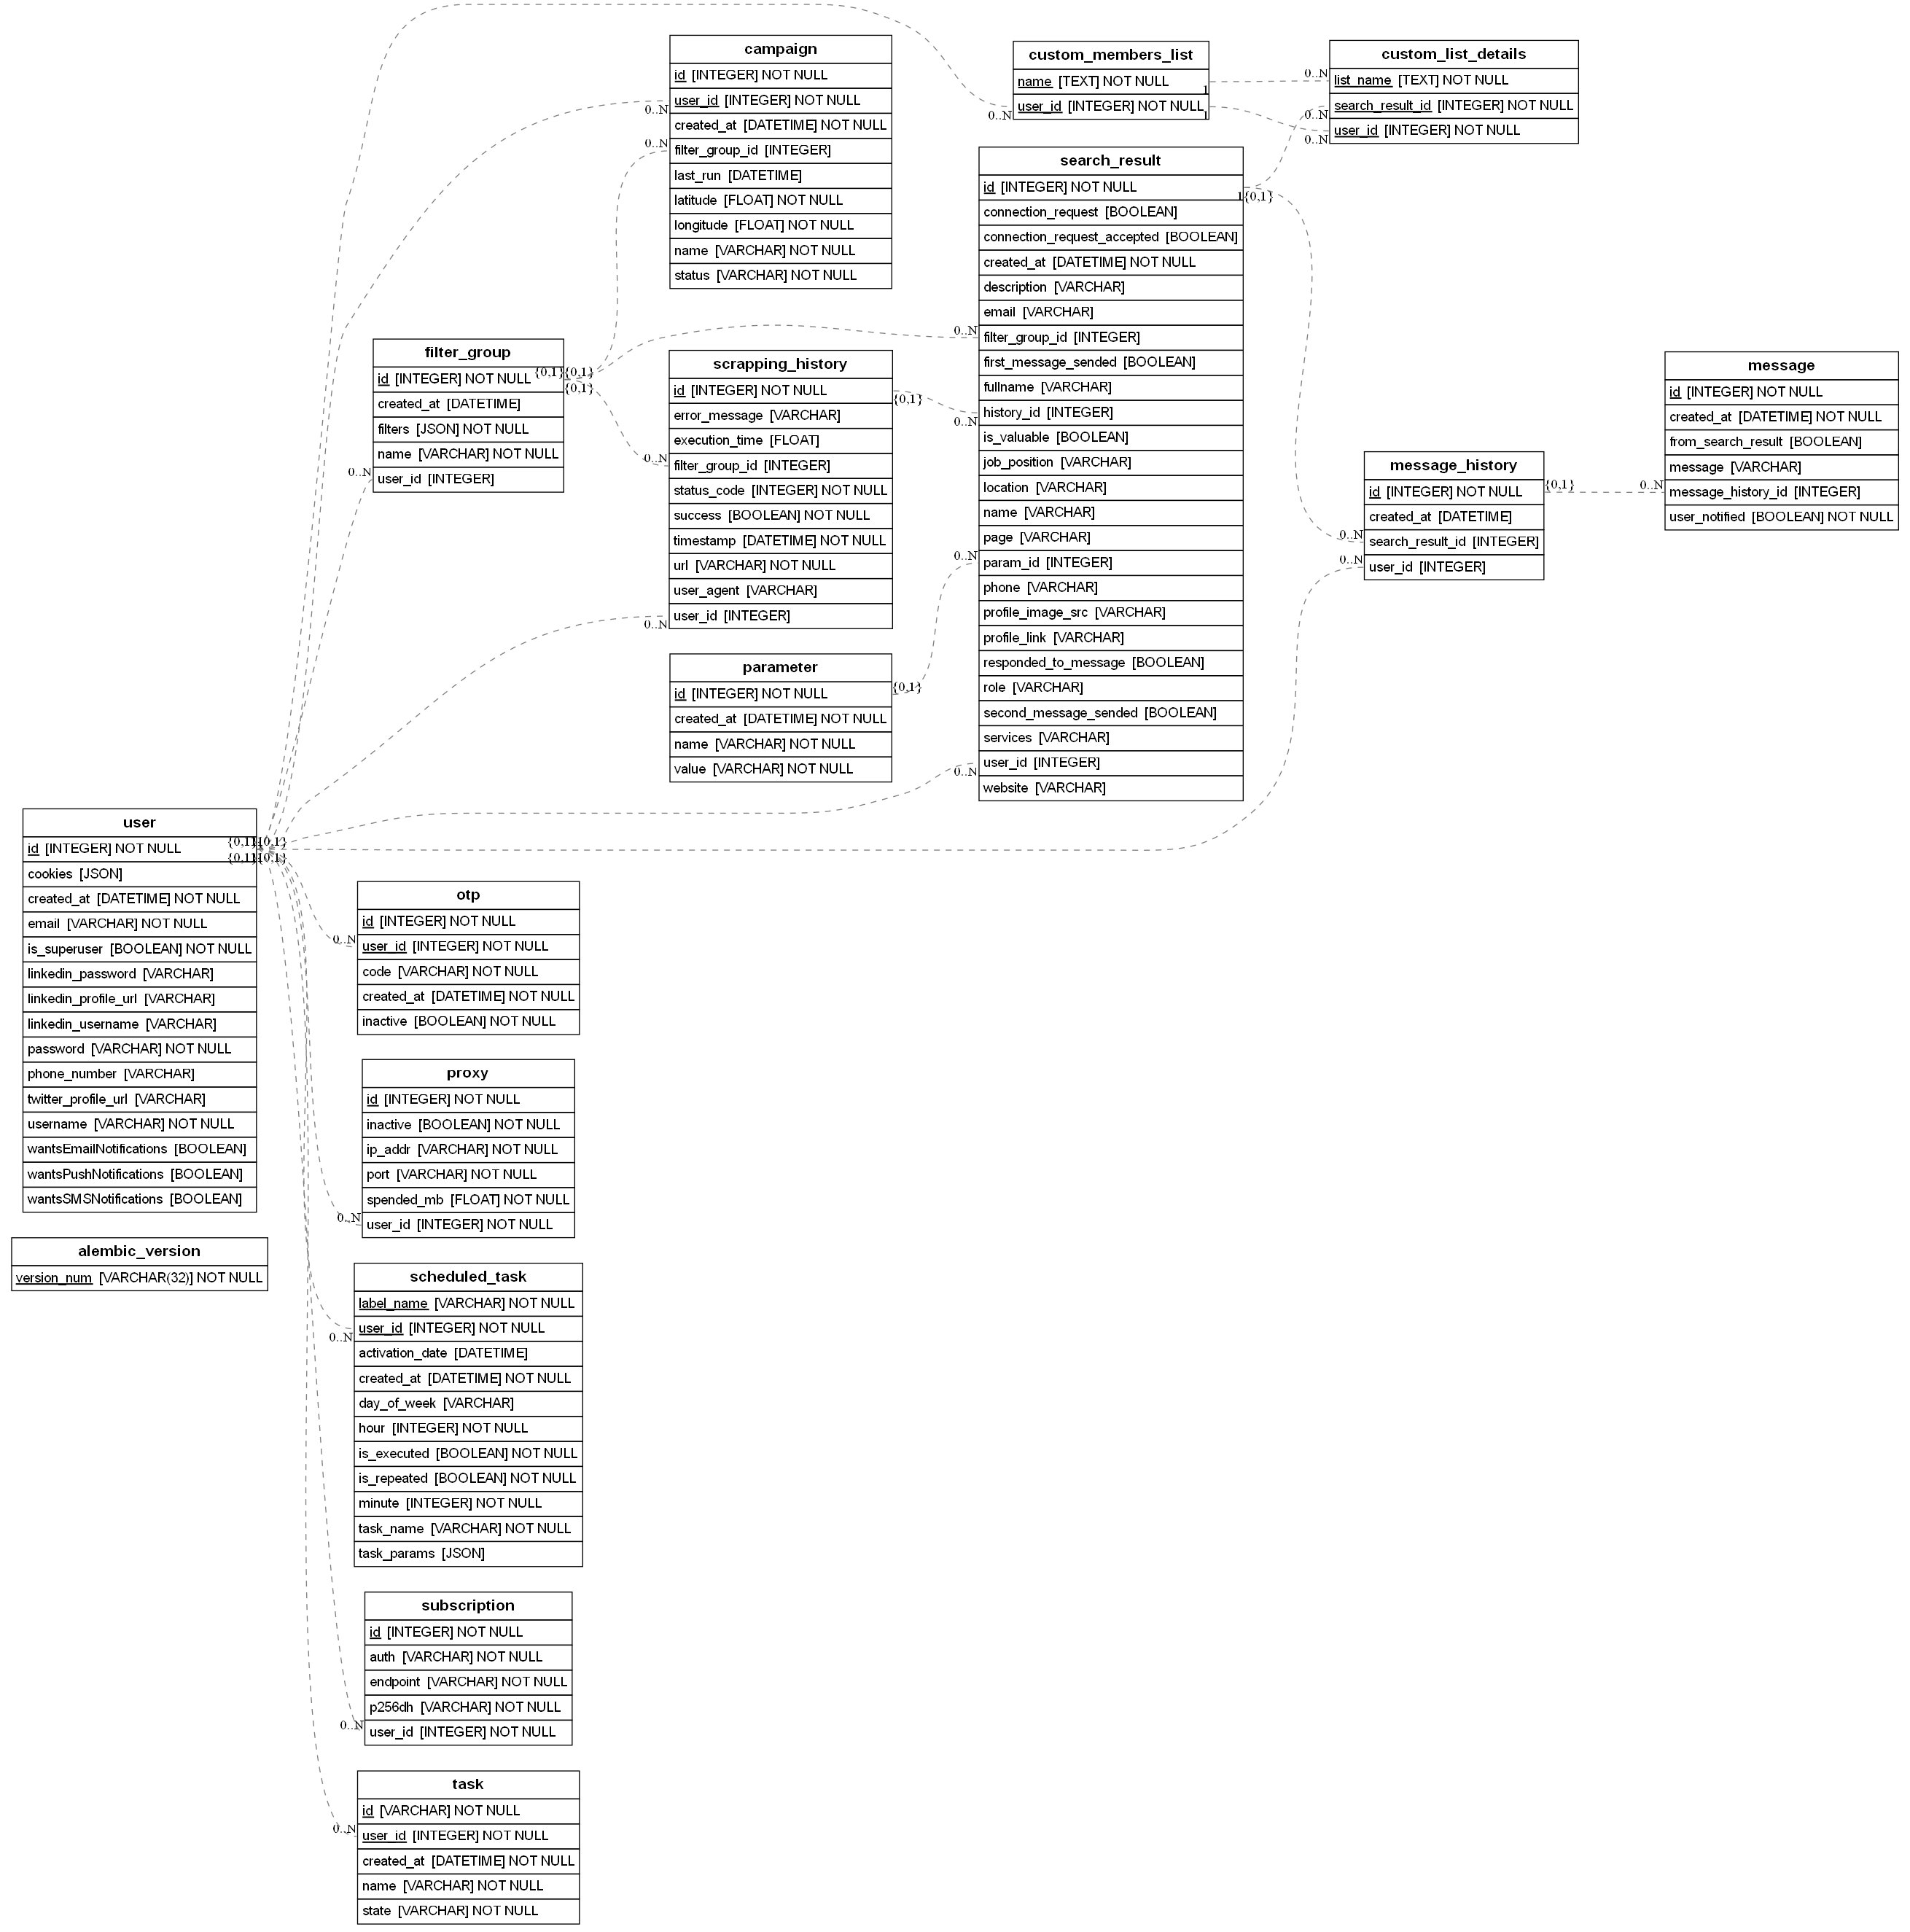 campaign
id [INTEGER] NOT NULL
user_id [INTEGER] NOT NULL
0..N
created_at [DATETIME] NOT NULL
0..N
filter_group_id [INTEGER]
last_run [DATETIME]
latitude [FLOAT] NOT NULL
longitude [FLOAT] NOT NULL
name [VARCHAR] NOT NULL
status [VARCHAR] NOT NULL
custom_members_list
name [TEXT] NOT NULL
1
user_id [INTEGER] NOT NULL
0..N
1
custom_list_details
0..N
list_name [TEXT] NOT NULL
search_result_id [INTEGER] NOT NULL
0..N
user_id [INTEGER] NOT NULL
0..N
search_result
id [INTEGER] NOT NULL
1{0,1}
connection_request [BOOLEAN]
connection_request_accepted [BOOLEAN]
created_at [DATETIME] NOT NULL
description [VARCHAR]
email [VARCHAR]
0..N
filter_group_id [INTEGER]
first_message_sended [BOOLEAN]
fullname [VARCHAR]
history_id [INTEGER]
0..N
is_valuable [BOOLEAN]
job_position [VARCHAR]
location [VARCHAR]
name [VARCHAR]
page [VARCHAR]
0..N
param_id [INTEGER]
phone [VARCHAR]
profile_image_src [VARCHAR]
profile_link [VARCHAR]
responded_to_message [BOOLEAN]
role [VARCHAR]
second_message_sended [BOOLEAN]
services [VARCHAR]
user_id [INTEGER]
0..N
website [VARCHAR]
filter_group
id [INTEGER] NOT NULL
{0,1}{0,1}
{0,1}
created_at [DATETIME]
filters [JSON] NOT NULL
name [VARCHAR] NOT NULL
0..N
user_id [INTEGER]
scrapping_history
id [INTEGER] NOT NULL
{0,1}
error_message [VARCHAR]
execution_time [FLOAT]
0..N
filter_group_id [INTEGER]
status_code [INTEGER] NOT NULL
success [BOOLEAN] NOT NULL
timestamp [DATETIME] NOT NULL
url [VARCHAR] NOT NULL
user_agent [VARCHAR]
user_id [INTEGER]
0..N
parameter
{0,1}
id [INTEGER] NOT NULL
created_at [DATETIME] NOT NULL
name [VARCHAR] NOT NULL
value [VARCHAR] NOT NULL
message_history
id [INTEGER] NOT NULL
{0,1}
created_at [DATETIME]
0..N
search_result_id [INTEGER]
0..N
user_id [INTEGER]
message
id [INTEGER] NOT NULL
created_at [DATETIME] NOT NULL
from_search_result [BOOLEAN]
message [VARCHAR]
0..N
message_history_id [INTEGER]
user_notified [BOOLEAN] NOT NULL
user
id [INTEGER] NOT NULL
cookies [JSON]
created_at [DATETIME] NOT NULL
email [VARCHAR] NOT NULL
is_superuser [BOOLEAN] NOT NULL
linkedin_password [VARCHAR]
linkedin_profile_url [VARCHAR]
linkedin_username [VARCHAR]
password [VARCHAR] NOT NULL
phone_number [VARCHAR]
twitter_profile_url [VARCHAR]
username [VARCHAR] NOT NULL
wantsEmailNotifications [BOOLEAN]
wantsPushNotifications [BOOLEAN]
wantsSMSNotifications [BOOLEAN]
alembic_version
version_num [VARCHAR(32)] NOT NULL
otp
id [INTEGER] NOT NULL
0..N
user_id [INTEGER] NOT NULL
code [VARCHAR] NOT NULL
created_at [DATETIME] NOT NULL
inactive [BOOLEAN] NOT NULL
proxy
id [INTEGER] NOT NULL
inactive [BOOLEAN] NOT NULL
ip_addr [VARCHAR] NOT NULL
port [VARCHAR] NOT NULL
spended_mb [FLOAT] NOT NULL
0..N
user_id [INTEGER] NOT NULL
scheduled_task
label_name [VARCHAR] NOT NULL
user_id [INTEGER] NOT NULL
0..N
activation_date [DATETIME]
created_at [DATETIME] NOT NULL
day_of_week [VARCHAR]
hour [INTEGER] NOT NULL
is_executed [BOOLEAN] NOT NULL
is_repeated [BOOLEAN] NOT NULL
minute [INTEGER] NOT NULL
task_name [VARCHAR] NOT NULL
task_params [JSON]
subscription
id [INTEGER] NOT NULL
auth [VARCHAR] NOT NULL
endpoint [VARCHAR] NOT NULL
p256dh [VARCHAR] NOT NULL
0..N
user_id [INTEGER] NOT NULL
task
id [VARCHAR] NOT NULL
0..N
user_id [INTEGER] NOT NULL
created_at [DATETIME] NOT NULL
name [VARCHAR] NOT NULL
state [VARCHAR] NOT NULL